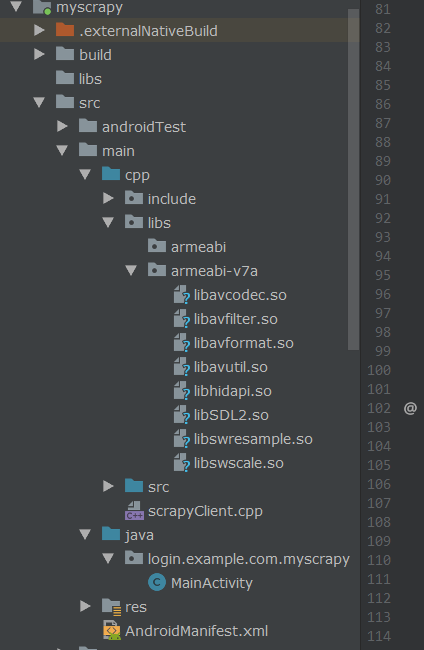 myscrapy
.externalNativeBuild
build
libs
src
androidTest
main
cpp
include
libs
armeabi
armeabi-v7a
libavcodec.so
libavfilter.so
libavformat.so
libavutil.so
libhidapi.so
libSDL2.so
libswresample.so
libswscale.so
src
C++ scrapyClient.cpp
java
login.example.com.myscrapy
C MainActivity
res
AndroidManifest.xml
81
82
83
84
85
86
87
88
89
90
91
92
93
94
95
96
97
98
99
100
101
102 @
103
104
105
106
107
108
109
110
111
112
113
114